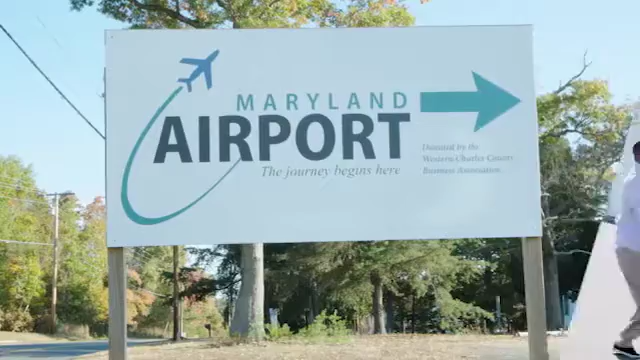 MARYLAND
AIRPORT
The journey begins here
Donated by the
Western Charles County
Business Association